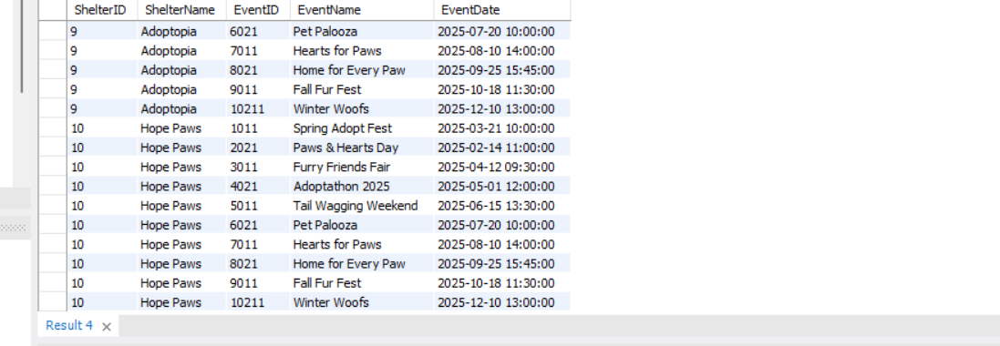 ShelterID ShelterName EventID EventName EventDate
9 Adoptopia 6021 Pet Palooza 2025-07-20 10:00:00
9 Adoptopia 7011 Hearts for Paws 2025-08-10 14:00:00
9 Adoptopia 8021 Home for Every Paw 2025-09-25 15:45:00
9 Adoptopia 9011 Fall Fur Fest 2025-10-18 11:30:00
9 Adoptopia 10211 Winter Woofs 2025-12-10 13:00:00
10 Hope Paws 1011 Spring Adopt Fest 2025-03-21 10:00:00
10 Hope Paws 2021 Paws & Hearts Day 2025-02-14 11:00:00
10 Hope Paws 3011 Furry Friends Fair 2025-04-12 09:30:00
10 Hope Paws 4021 Adoptathon 2025 2025-05-01 12:00:00
10 Hope Paws 5011 Tail Wagging Weekend 2025-06-15 13:30:00
10 Hope Paws 6021 Pet Palooza 2025-07-20 10:00:00
10 Hope Paws 7011 Hearts for Paws 2025-08-10 14:00:00
10 Hope Paws 8021 Home for Every Paw 2025-09-25 15:45:00
10 Hope Paws 9011 Fall Fur Fest 2025-10-18 11:30:00
10 Hope Paws 10211 Winter Woofs 2025-12-10 13:00:00
Result 4